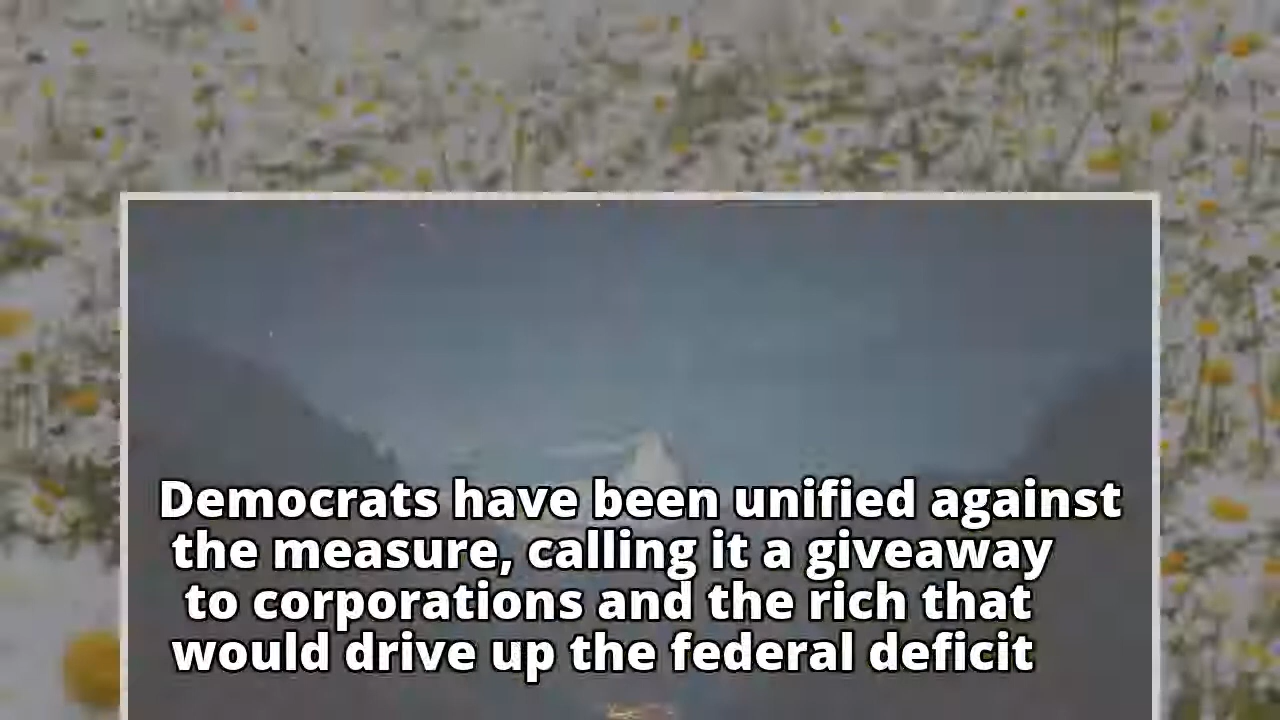 Democrats have been unified against
the measure, calling it a giveaway
to corporations and the rich that
would drive up the federal deficit